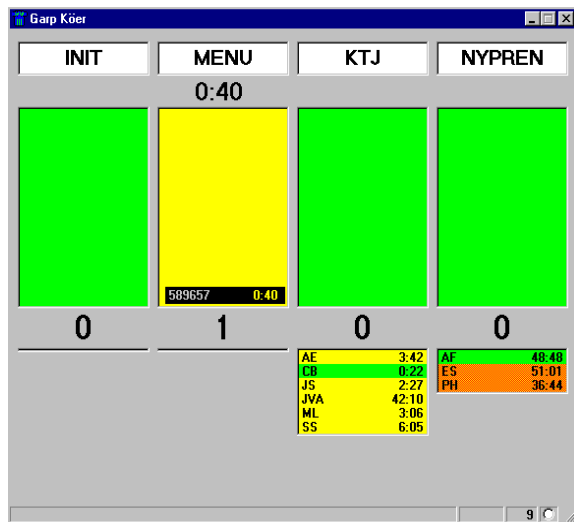 Garp Köer
INIT MENU KTJ NYPREN
0:40
589657 0:40
0 1 0 0
AE 3:42
CB 0:22
JS 2:27
JVA 42:10
ML 3:06
SS 6:05
AF 48:48
ES 51:01
PH 36:44
9